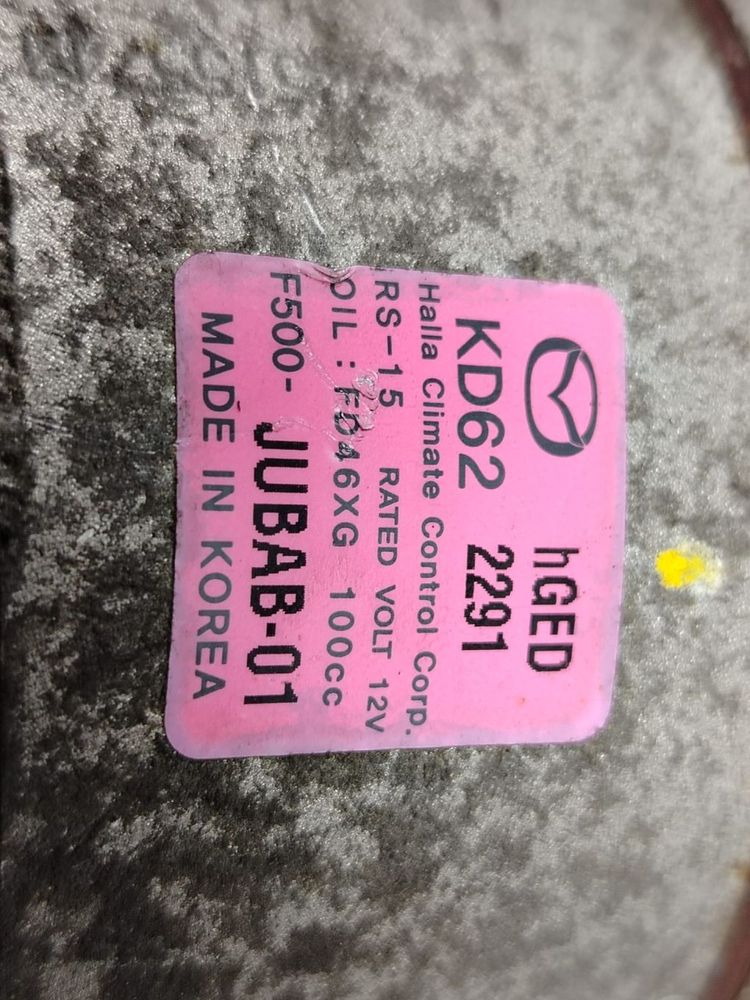 hGED
KD62 2291
Halla Climate Control Corp.
RS-15 RATED VOLT 12V
OIL : FD46XG 100cc
F500- JUBAB-01
MADE IN KOREA